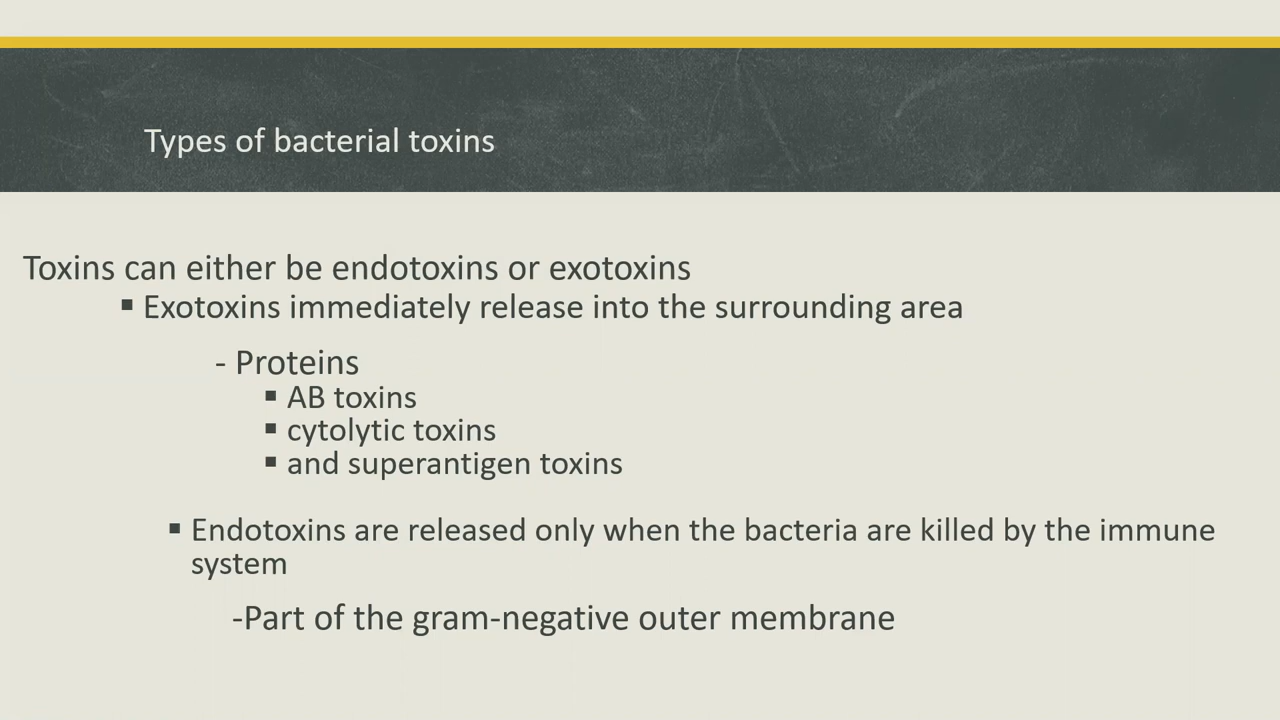 Types of bacterial toxins
Toxins can either be endotoxins or exotoxins
▪ Exotoxins immediately release into the surrounding area
- Proteins
▪ AB toxins
▪ cytolytic toxins
▪ and superantigen toxins
▪ Endotoxins are released only when the bacteria are killed by the immune
system
-Part of the gram-negative outer membrane